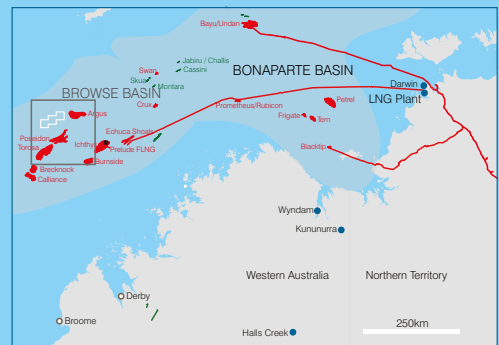 Bayu/Undan
Jabiru / Challis
Swan
Cassini
Skua
Montara
BONAPARTE BASIN
BROWSE BASIN
Crux
Prometheus/Rubicon
Petrel
Darwin
LNG Plant
Argus
Frigate
Tern
Echuca Shoals
Poseidon
Ichthys
Prelude FLNG
Torosa
Blacktip
Burnside
Brecknock
Calliance
Wyndam
Kununurra
Western Australia
Northern Territory
Derby
Broome
Halls Creek
250km